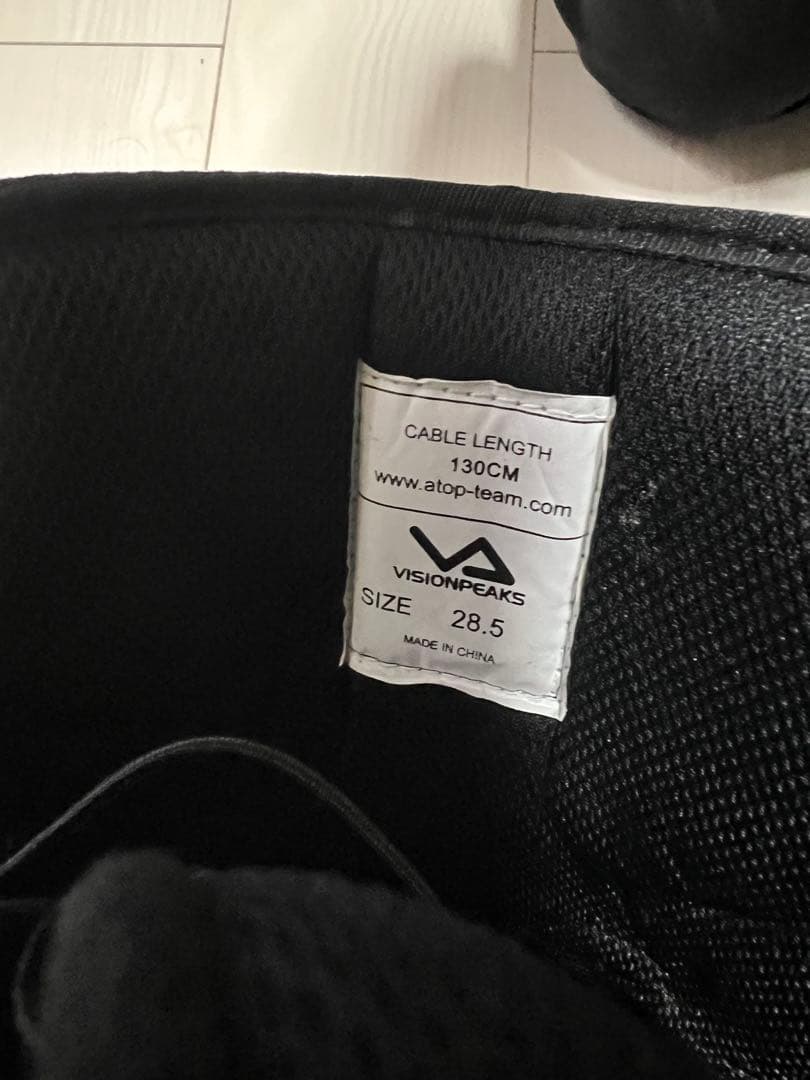 CABLE LENGTH
130CM
www.atop-team.com
VISIONPEAKS
SIZE 28.5
MADE IN CHINA